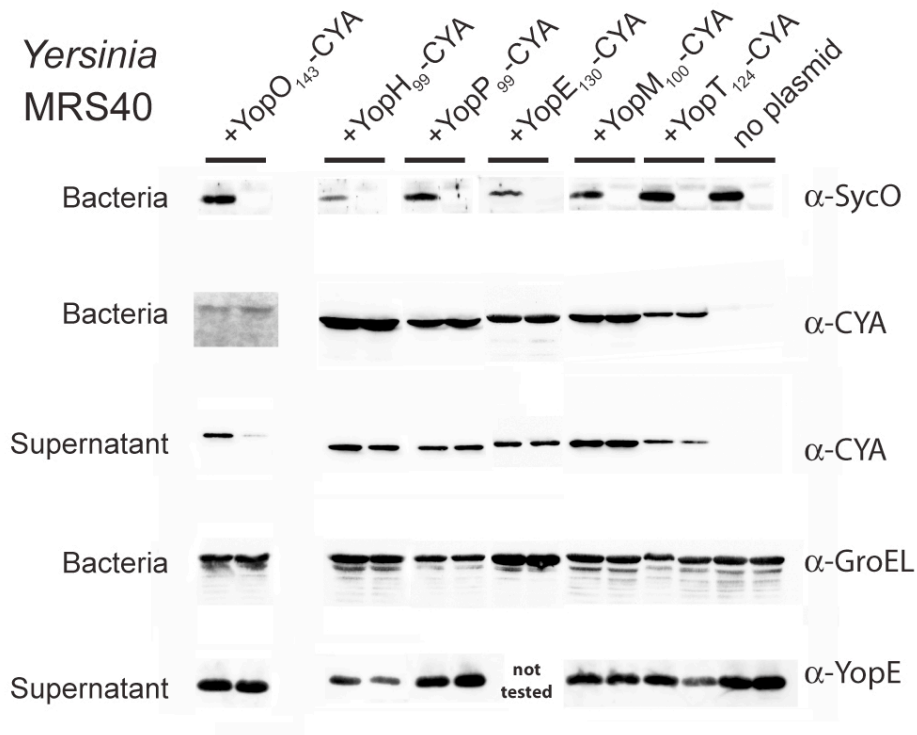 Yersinia
MRS40
+YopO143-CYA
+YopH99-CYA
+YopP99-CYA
+YopE130-CYA
+YopM100-CYA
+YopT124-CYA
no plasmid
Bacteria
α-SycO
Bacteria
α-CYA
Supernatant
α-CYA
Bacteria
α-GroEL
Supernatant
not
tested
α-YopE